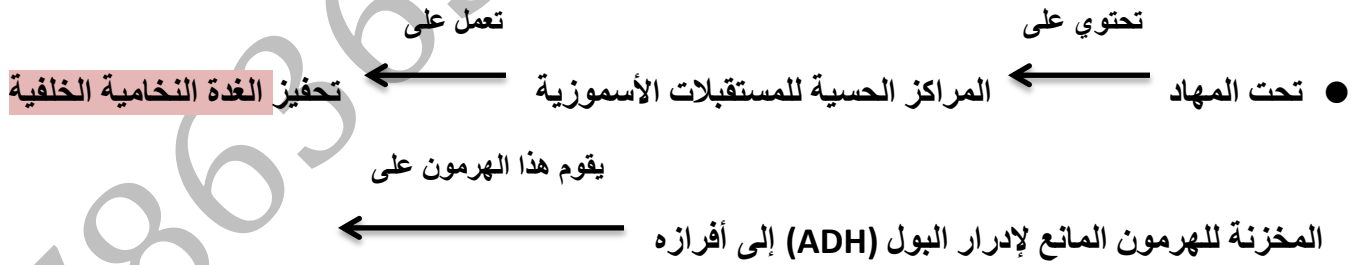 تحتوي على تعمل على
● تحت المهاد المراكز الحسية للمستقبلات الأسموزية تحفيز الغدة النخامية الخلفية
يقوم هذا الهرمون على
المخزنة للهرمون المانع لإدرار البول (ADH) إلى أفرازه